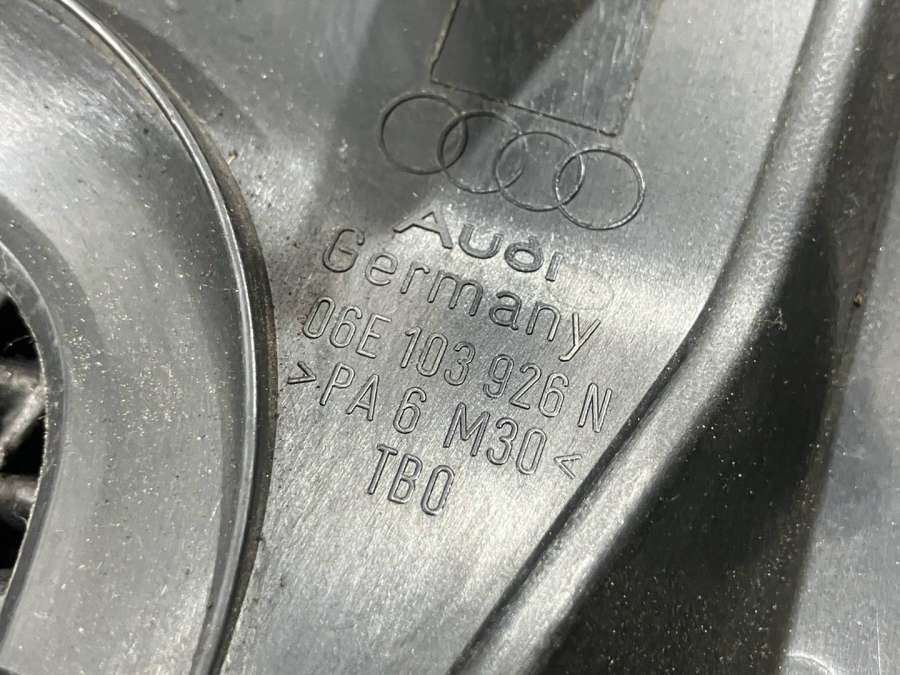 Audi
Germany
06E 103 926 N
>PA 6 M30<
TBO